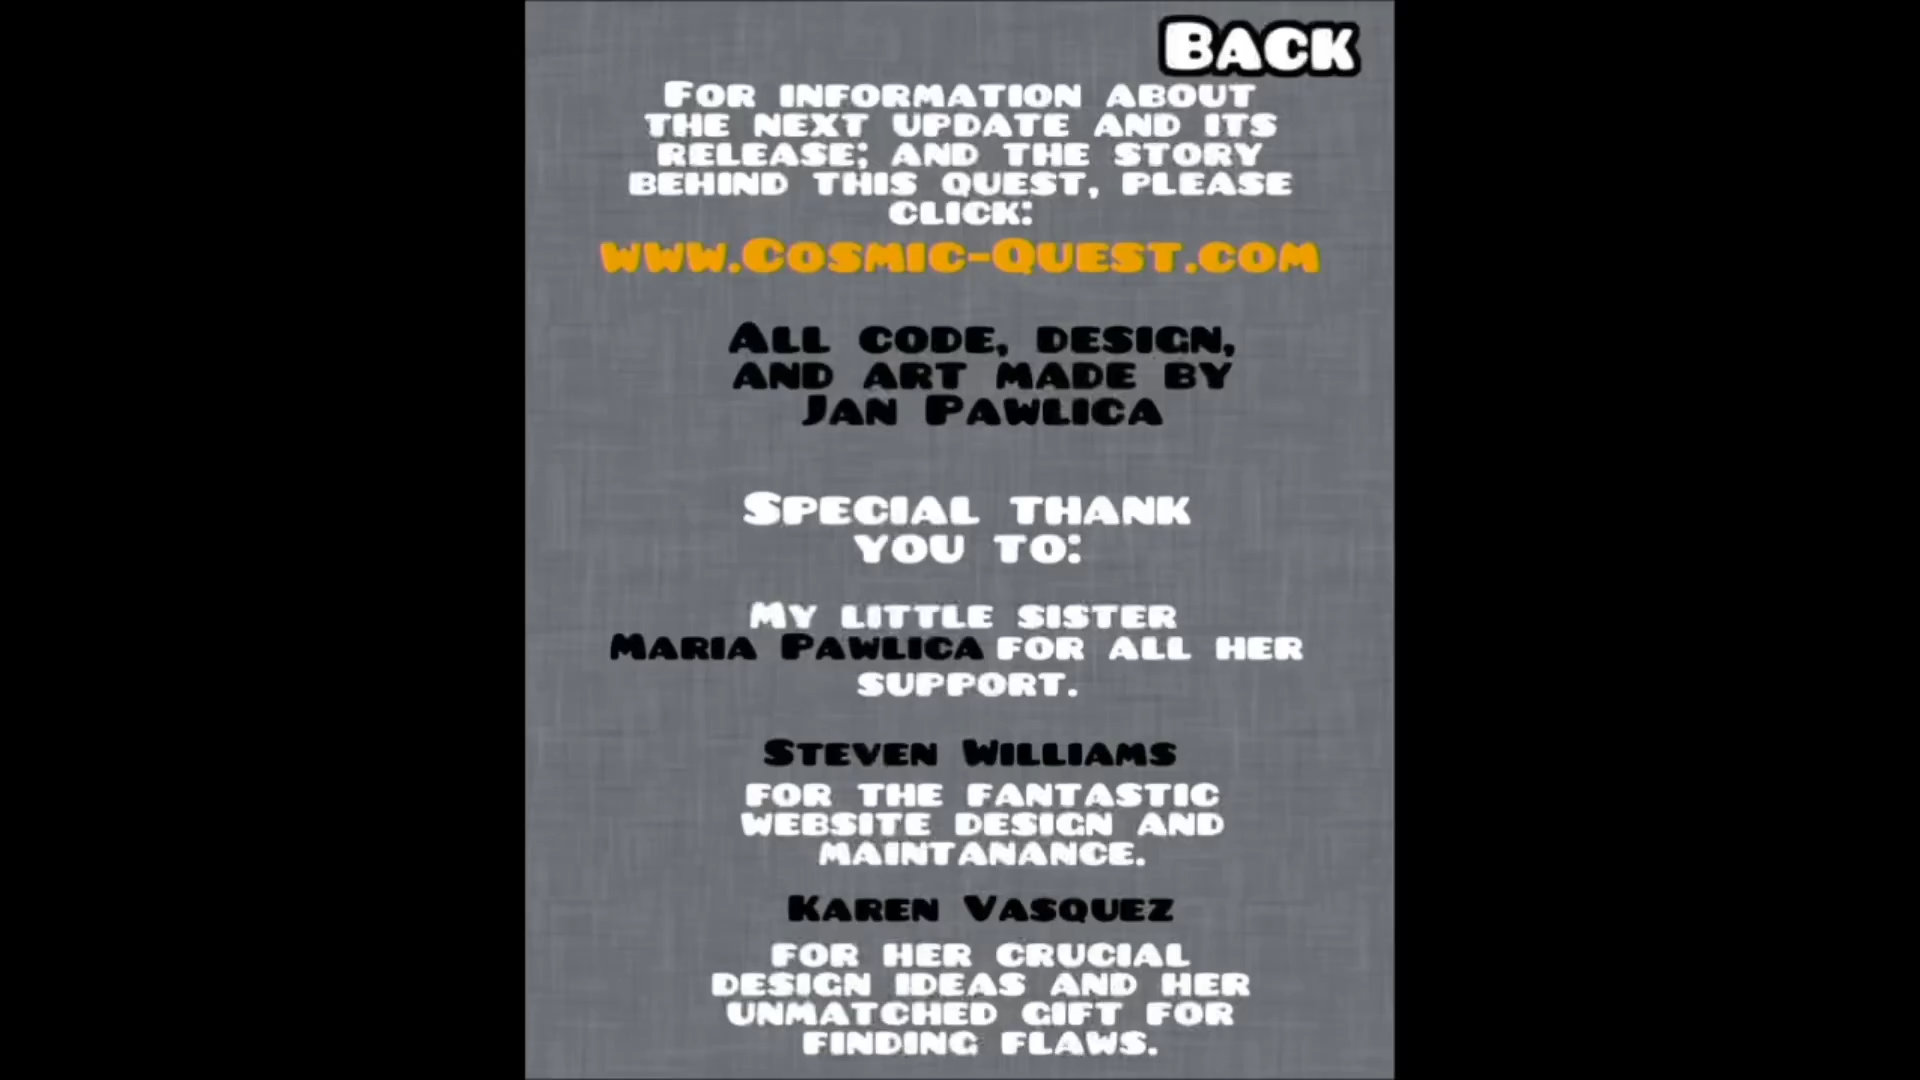 Back
For information about
the next update and its
release; and the story
behind this quest, please
click:
www.Cosmic-Quest.com
All code, design,
and art made by
Jan Pawlica
Special thank
you to:
My little sister
Maria Pawlica for all her
support.
Steven Williams
for the fantastic
website design and
maintanance.
Karen Vasquez
for her crucial
design ideas and her
unmatched gift for
finding flaws.